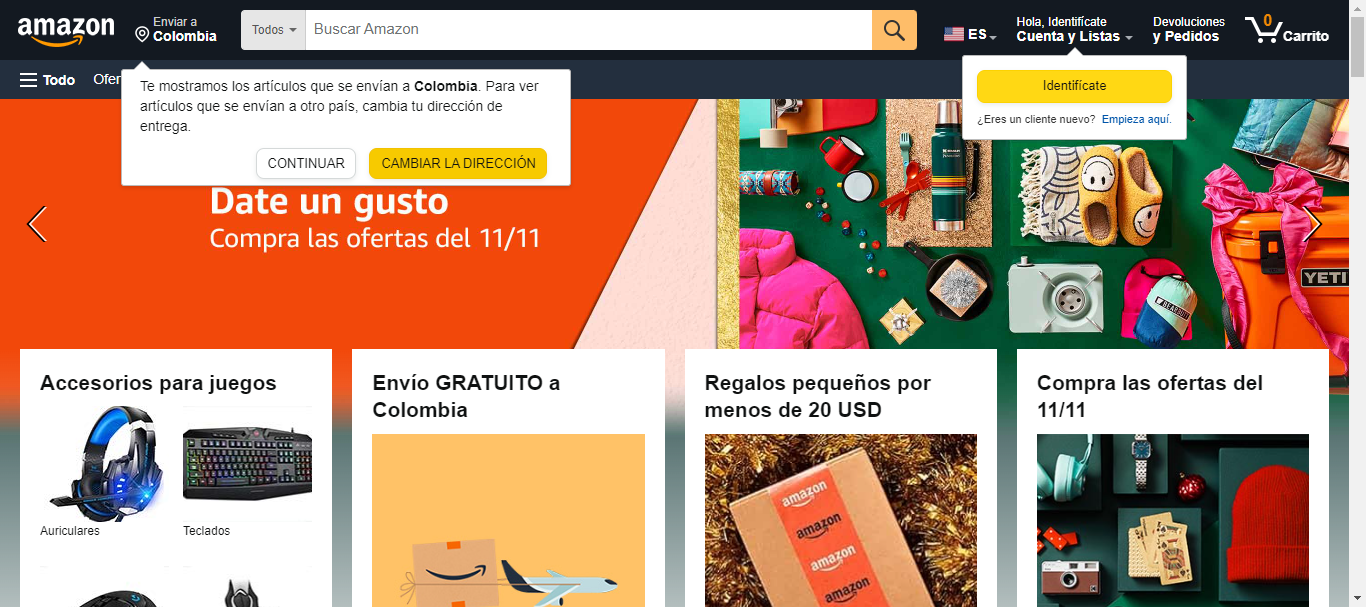 amazon
Enviar a
Colombia
Todos
Buscar Amazon
ES
Hola, Identifícate
Cuenta y Listas
Devoluciones
y Pedidos
0
Carrito
Todo
Ofer
Te mostramos los artículos que se envían a Colombia. Para ver
artículos que se envían a otro país, cambia tu dirección de
entrega.
CONTINUAR
CAMBIAR LA DIRECCIÓN
Identifícate
¿Eres un cliente nuevo? Empieza aquí.
Date un gusto
Compra las ofertas del 11/11
STANLEY
YETI
Accesorios para juegos
Auriculares
Teclados
Envío GRATUITO a
Colombia
Regalos pequeños por
menos de 20 USD
amazon
amazon
amazon
amazon
Compra las ofertas del
11/11